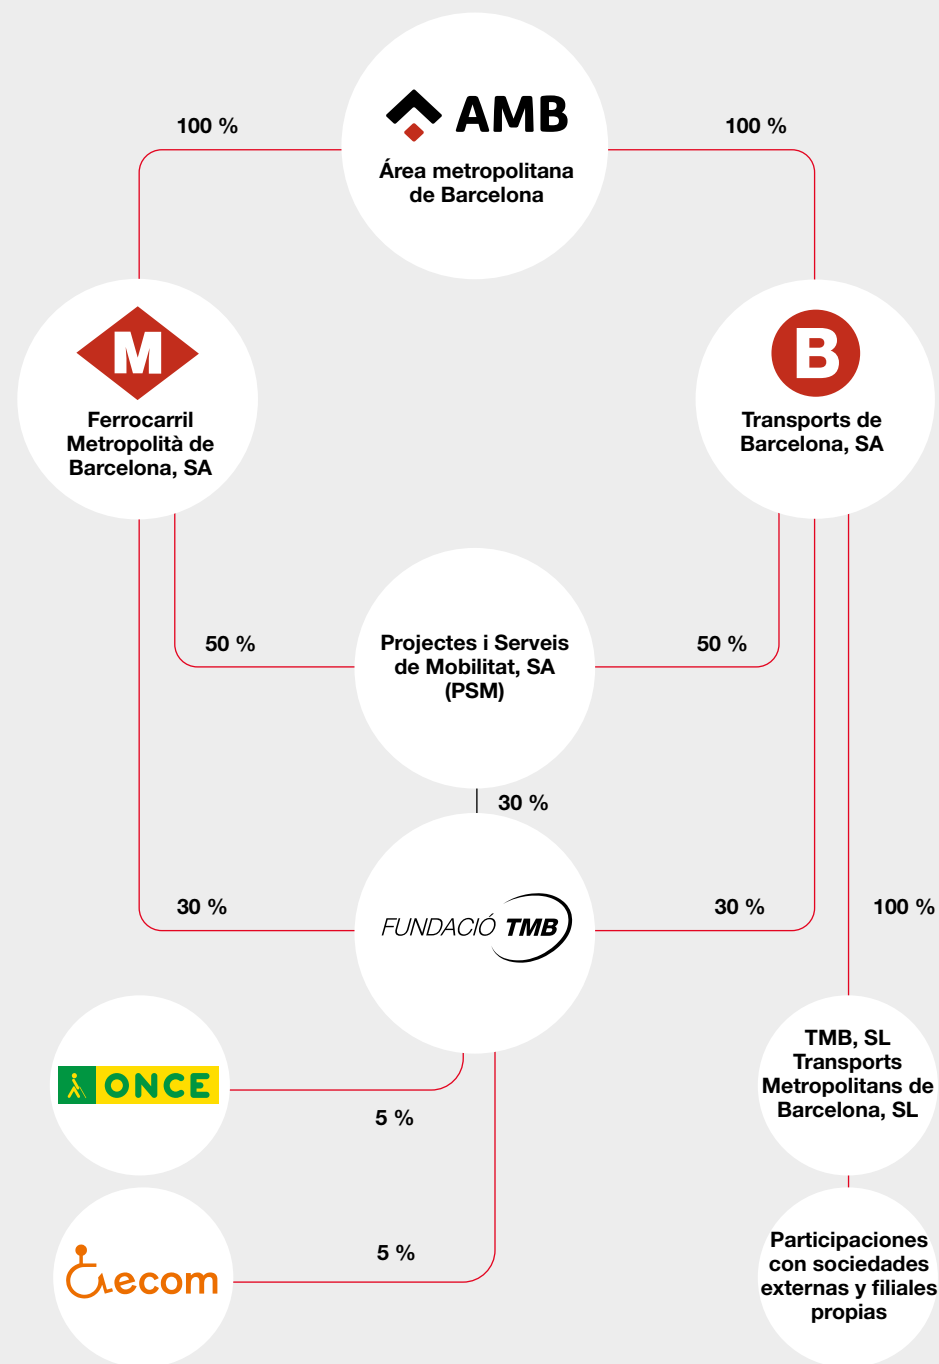 AMB
100 %
100 %
Área metropolitana
de Barcelona
M
Ferrocarril
Metropolità de
Barcelona, SA
B
Transports de
Barcelona, SA
50 %
Projectes i Serveis
de Mobilitat, SA
(PSM)
50 %
30 %
30 %
FUNDACIÓ TMB
30 %
100 %
ONCE
5 %
TMB, SL
Transports
Metropolitans de
Barcelona, SL
ecom
5 %
Participaciones
con sociedades
externas y filiales
propias